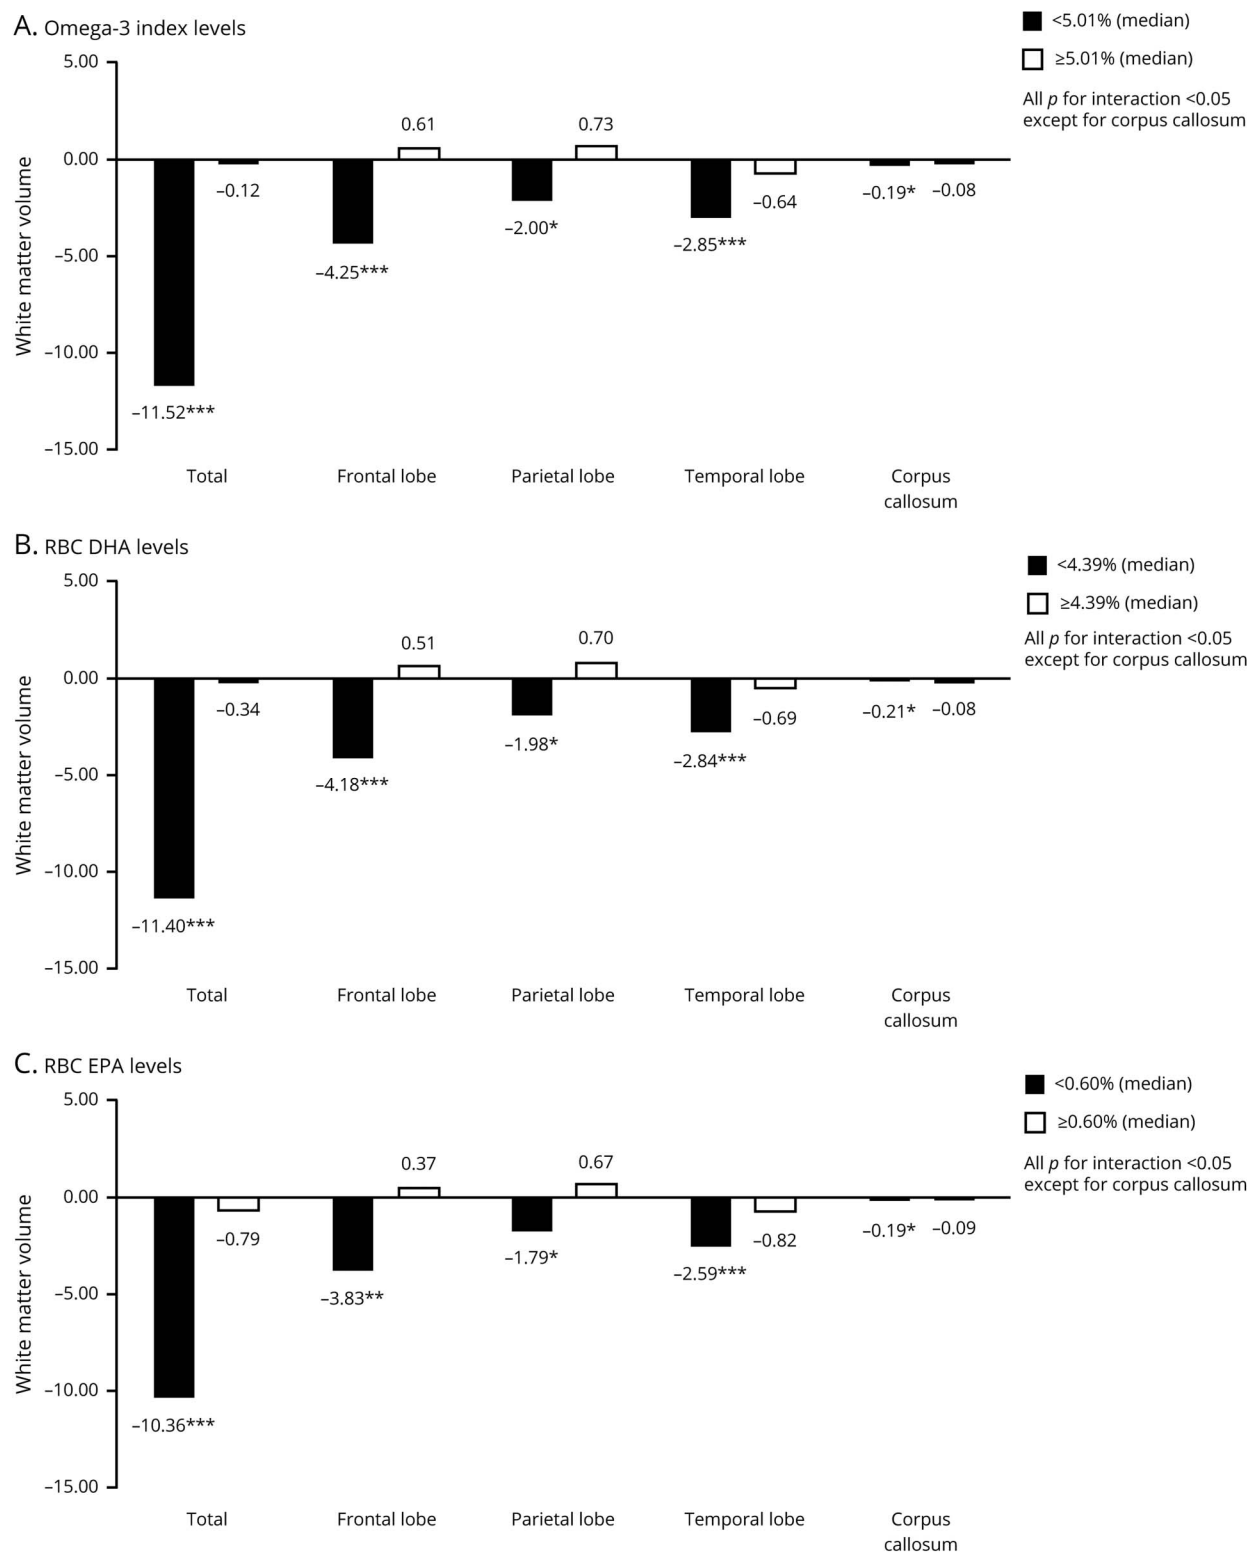 A. Omega-3 index levels
<5.01% (median)
≥5.01% (median)
All p for interaction <0.05
except for corpus callosum
White matter volume
5.00
0.00
–5.00
–10.00
–15.00
–11.52***
–0.12
–4.25***
0.61
–2.00*
0.73
–2.85***
–0.64
–0.19*
–0.08
Total
Frontal lobe
Parietal lobe
Temporal lobe
Corpus
callosum
B. RBC DHA levels
<4.39% (median)
≥4.39% (median)
All p for interaction <0.05
except for corpus callosum
White matter volume
5.00
0.00
–5.00
–10.00
–15.00
–11.40***
–0.34
–4.18***
0.51
–1.98*
0.70
–2.84***
–0.69
–0.21*
–0.08
Total
Frontal lobe
Parietal lobe
Temporal lobe
Corpus
callosum
C. RBC EPA levels
<0.60% (median)
≥0.60% (median)
All p for interaction <0.05
except for corpus callosum
White matter volume
5.00
0.00
–5.00
–10.00
–15.00
–10.36***
–0.79
–3.83**
0.37
–1.79*
0.67
–2.59***
–0.82
–0.19*
–0.09
Total
Frontal lobe
Parietal lobe
Temporal lobe
Corpus
callosum